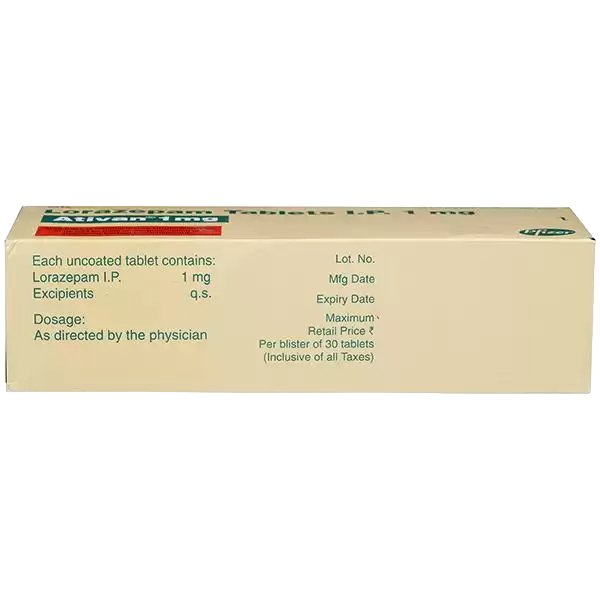 Lorazepam Tablets I.P. 1 mg
Ativan®1mg
Pfizer
Each uncoated tablet contains:
Lorazepam I.P. 1 mg
Excipients q.s.
Dosage:
As directed by the physician
Lot. No.
Mfg Date
Expiry Date
Maximum
Retail Price ₹
Per blister of 30 tablets
(Inclusive of all Taxes)